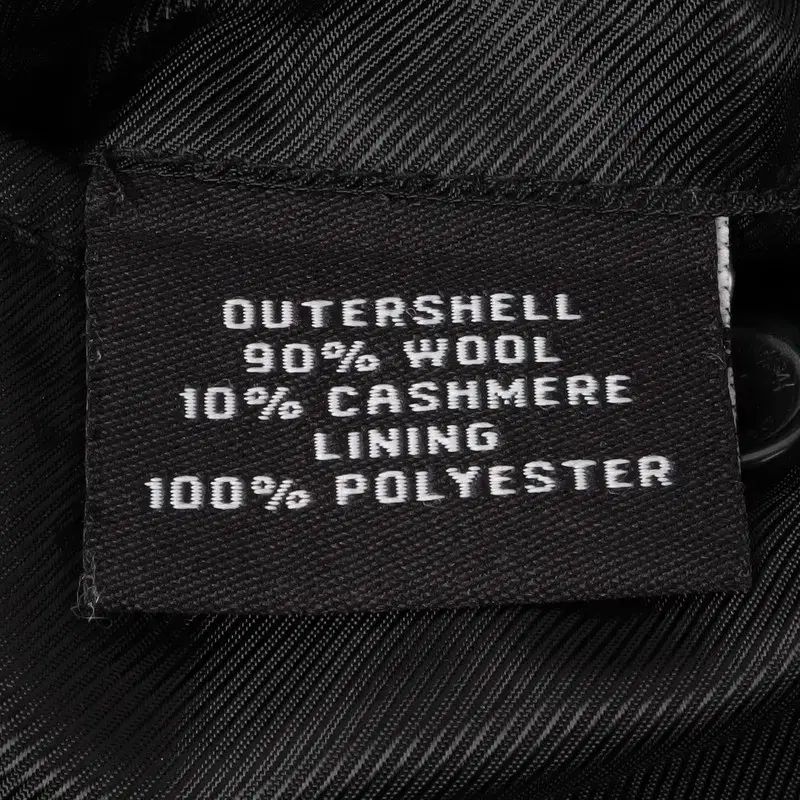 OUTERSHELL
90% WOOL
10% CASHMERE
LINING
100% POLYESTER